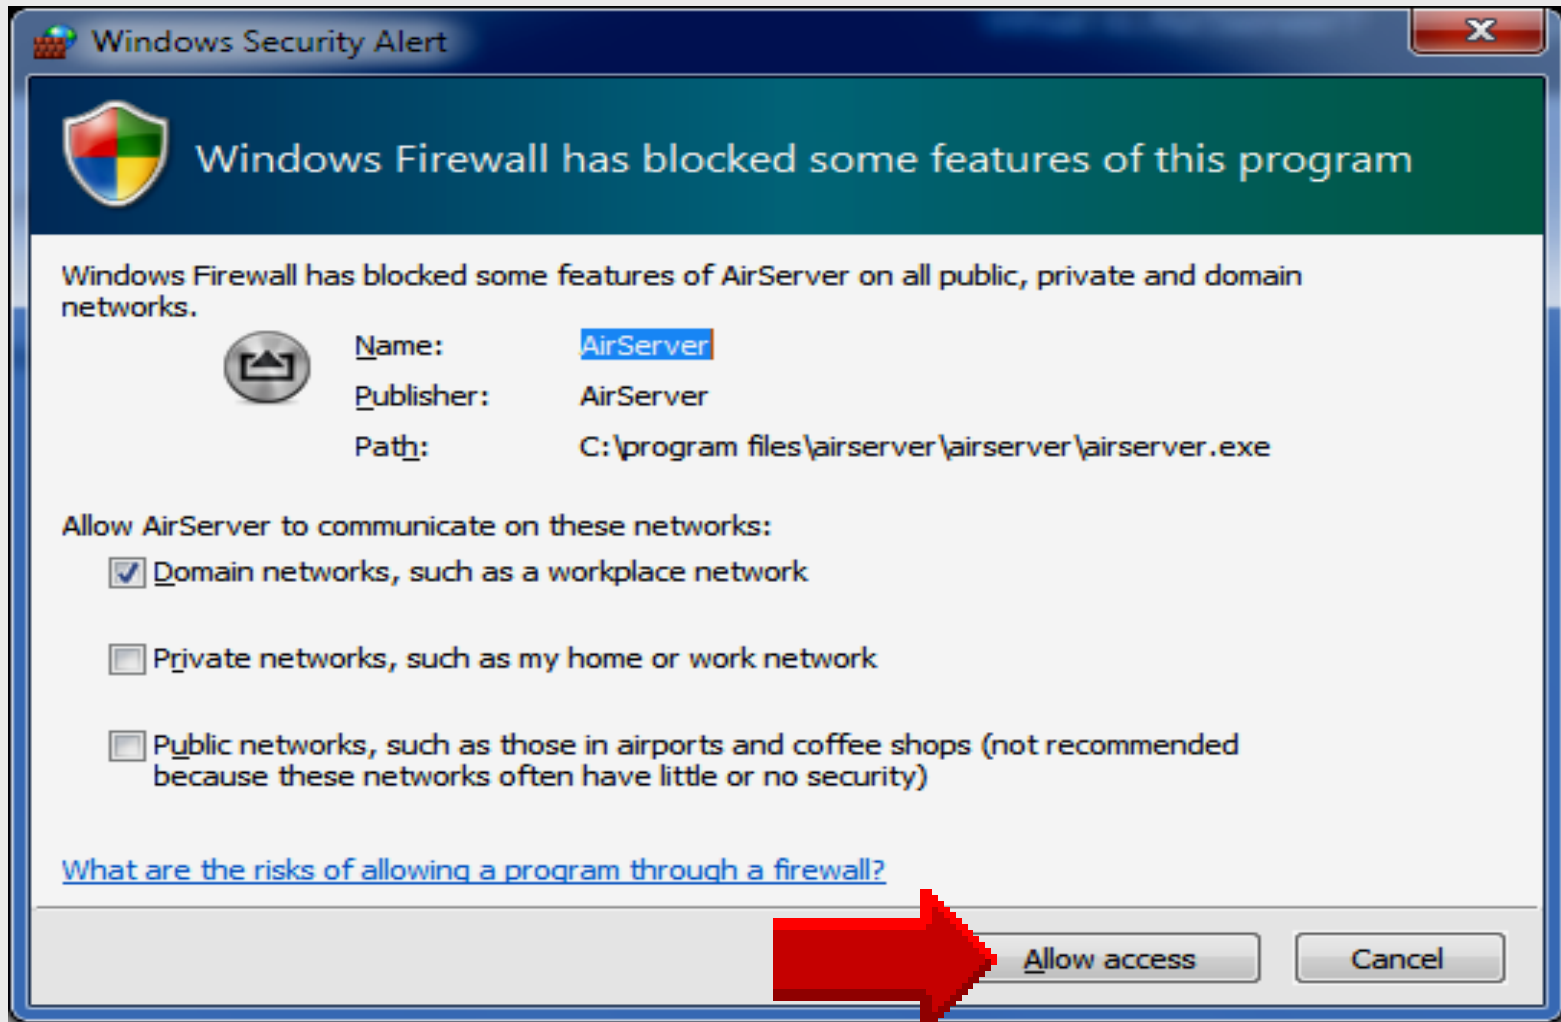 Windows Security Alert
Windows Firewall has blocked some features of this program
Windows Firewall has blocked some features of AirServer on all public, private and domain
networks.
Name: AirServer
Publisher: AirServer
Path: C:\program files\airserver\airserver\airserver.exe
Allow AirServer to communicate on these networks:
Domain networks, such as a workplace network
Private networks, such as my home or work network
Public networks, such as those in airports and coffee shops (not recommended
because these networks often have little or no security)
What are the risks of allowing a program through a firewall?
Allow access Cancel